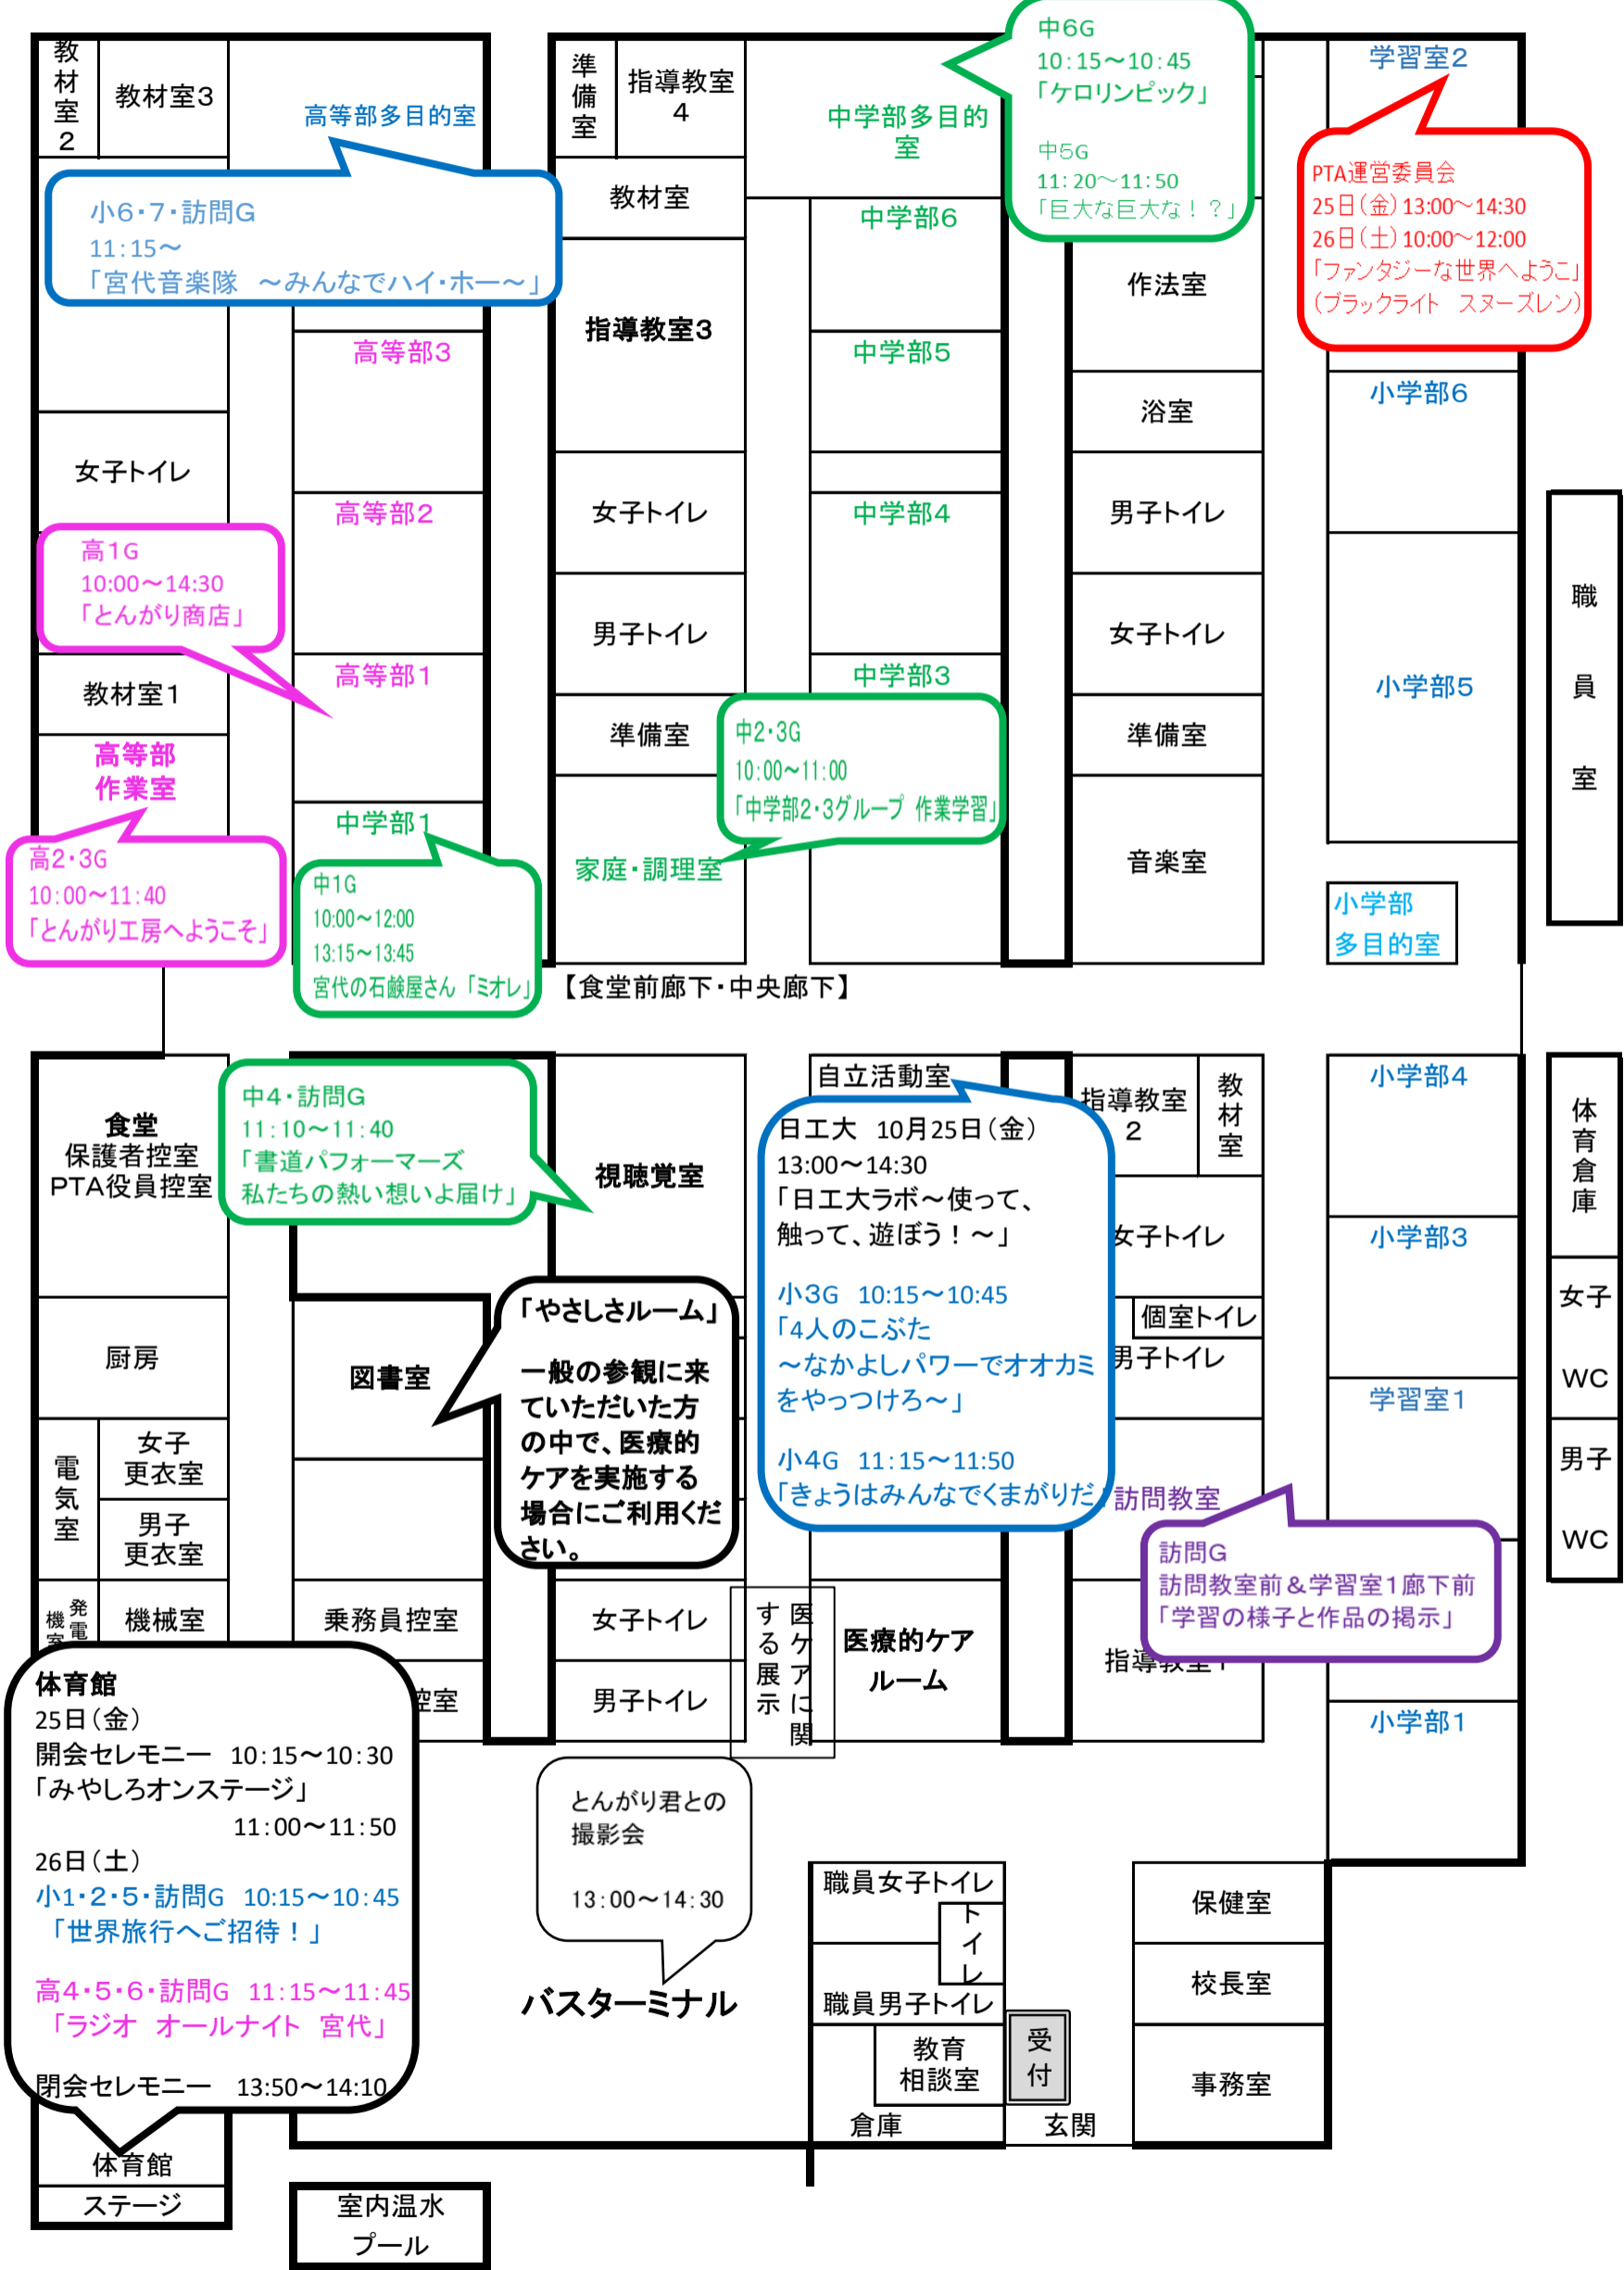 教材室2
教材室3
高等部多目的室
準備室
指導教室
4
中学部多目的
室
中6G
10:15~10:45
「ケロリンピック」
中5G
11:20~11:50
「巨大な巨大な!?」
学習室2
PTA運営委員会
25日(金)13:00~14:30
26日(土)10:00~12:00
「ファンタジーな世界へようこ」
(ブラックライト スヌーズレン)
小6・7・訪問G
11:15~
「宮代音楽隊 ~みんなでハイ・ホー~」
教材室
中学部6
作法室
指導教室3
高等部3
中学部5
小学部6
浴室
女子トイレ
高等部2
女子トイレ
中学部4
男子トイレ
職員室
高1G
10:00~14:30
「とんがり商店」
男子トイレ
女子トイレ
教材室1
高等部1
中学部3
小学部5
高等部
作業室
準備室
中2・3G
10:00~11:00
「中学部2・3グループ 作業学習」
準備室
中学部1
家庭・調理室
音楽室
高2・3G
10:00~11:40
「とんがり工房へようこそ」
中1G
10:00~12:00
13:15~13:45
宮代の石鹸屋さん「ミオレ」
小学部
多目的室
【食堂前廊下・中央廊下】
食堂
保護者控室
PTA役員控室
中4・訪問G
11:10~11:40
「書道パフォーマーズ
私たちの熱い想いよ届け」
視聴覚室
自立活動室
日工大 10月25日(金)
13:00~14:30
「日工大ラボ~使って、
触って、遊ぼう!~」
小3G 10:15~10:45
「4人のこぶた
~なかよしパワーでオオカミ
をやっつけろ~」
小4G 11:15~11:50
「きょうはみんなでくまがりだ
指導教室
2
教材室
小学部4
体育倉庫
女子トイレ
小学部3
厨房
図書室
「やさしさルーム」
一般の参観に来
ていただいた方
の中で、医療的
ケアを実施する
場合にご利用くだ
さい。
個室トイレ
男子トイレ
女子
WC
学習室1
電気室
女子
更衣室
男子
更衣室
男子
WC
訪問教室
訪問G
訪問教室前&学習室1廊下前
「学習の様子と作品の掲示」
発電
機室
機械室
乗務員控室
女子トイレ
医ケアに関
する展示
医療的ケア
ルーム
指導教室1
控室
男子トイレ
小学部1
体育館
25日(金)
開会セレモニー 10:15~10:30
「みやしろオンステージ」
11:00~11:50
26日(土)
小1・2・5・訪問G 10:15~10:45
「世界旅行へご招待!」
高4・5・6・訪問G 11:15~11:45
「ラジオ オールナイト 宮代」
閉会セレモニー 13:50~14:10
とんがり君との
撮影会
13:00~14:30
バスターミナル
職員女子トイレ
トイレ
職員男子トイレ
保健室
校長室
教育
相談室
受付
事務室
倉庫
玄関
体育館
ステージ
室内温水
プール